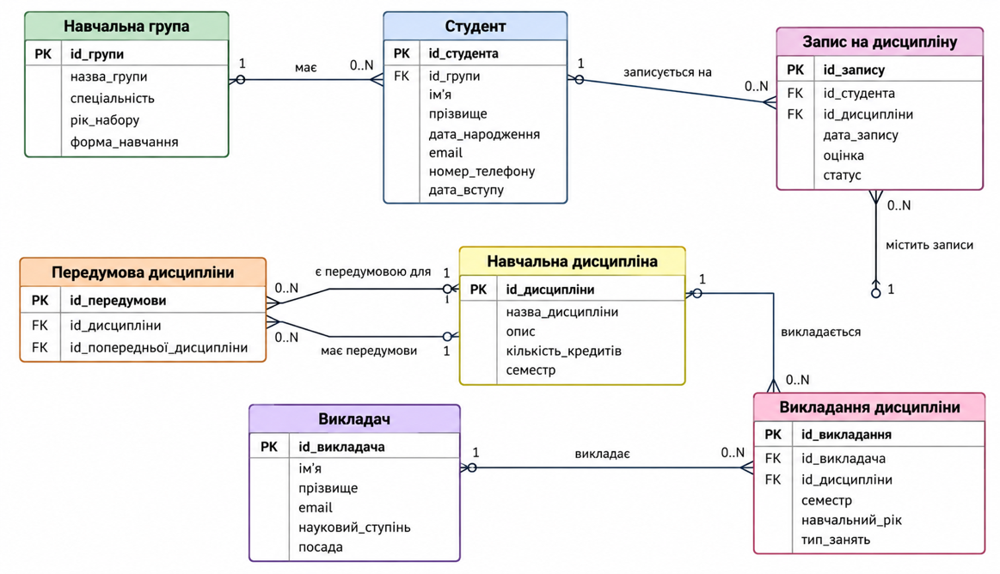 Навчальна група
PK id_групи
назва_групи
спеціальність
рік_набору
форма_навчання
1 має 0..N
Студент
PK id_студента
FK id_групи
ім'я
прізвище
дата_народження
email
номер_телефону
дата_вступу
1 записується на 0..N
Запис на дисципліну
PK id_запису
FK id_студента
FK id_дисципліни
дата_запису
оцінка
статус
0..N
містить записи
1
Передумова дисципліни
PK id_передумови
FK id_дисципліни
FK id_попередньої_дисципліни
0..N є передумовою для 1
1
0..N має передумови 1
Навчальна дисципліна
PK id_дисципліни
назва_дисципліни
опис
кількість_кредитів
семестр
1
викладається
0..N
Викладач
PK id_викладача
ім'я
прізвище
email
науковий_ступінь
посада
1 викладає 0..N
Викладання дисципліни
PK id_викладання
FK id_викладача
FK id_дисципліни
семестр
навчальний_рік
тип_занять